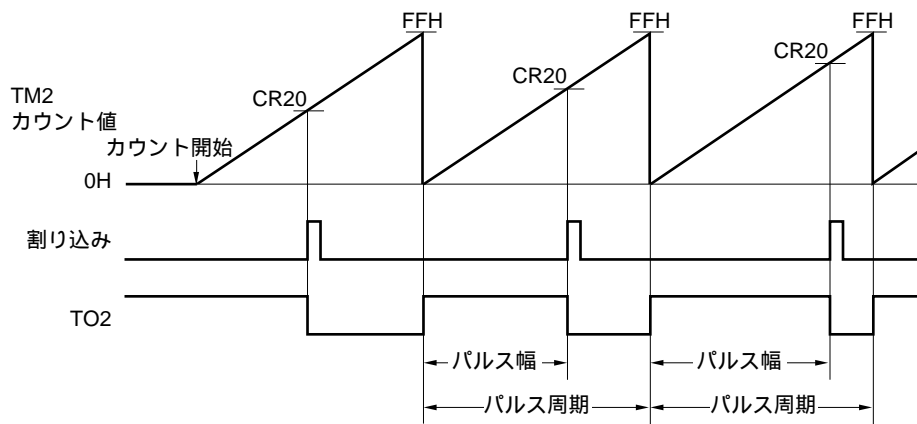 FFH
FFH
FFH
CR20
CR20
CR20
TM2
カウント値
カウント開始
0H
割り込み
TO2
パルス幅
パルス幅
パルス周期
パルス周期